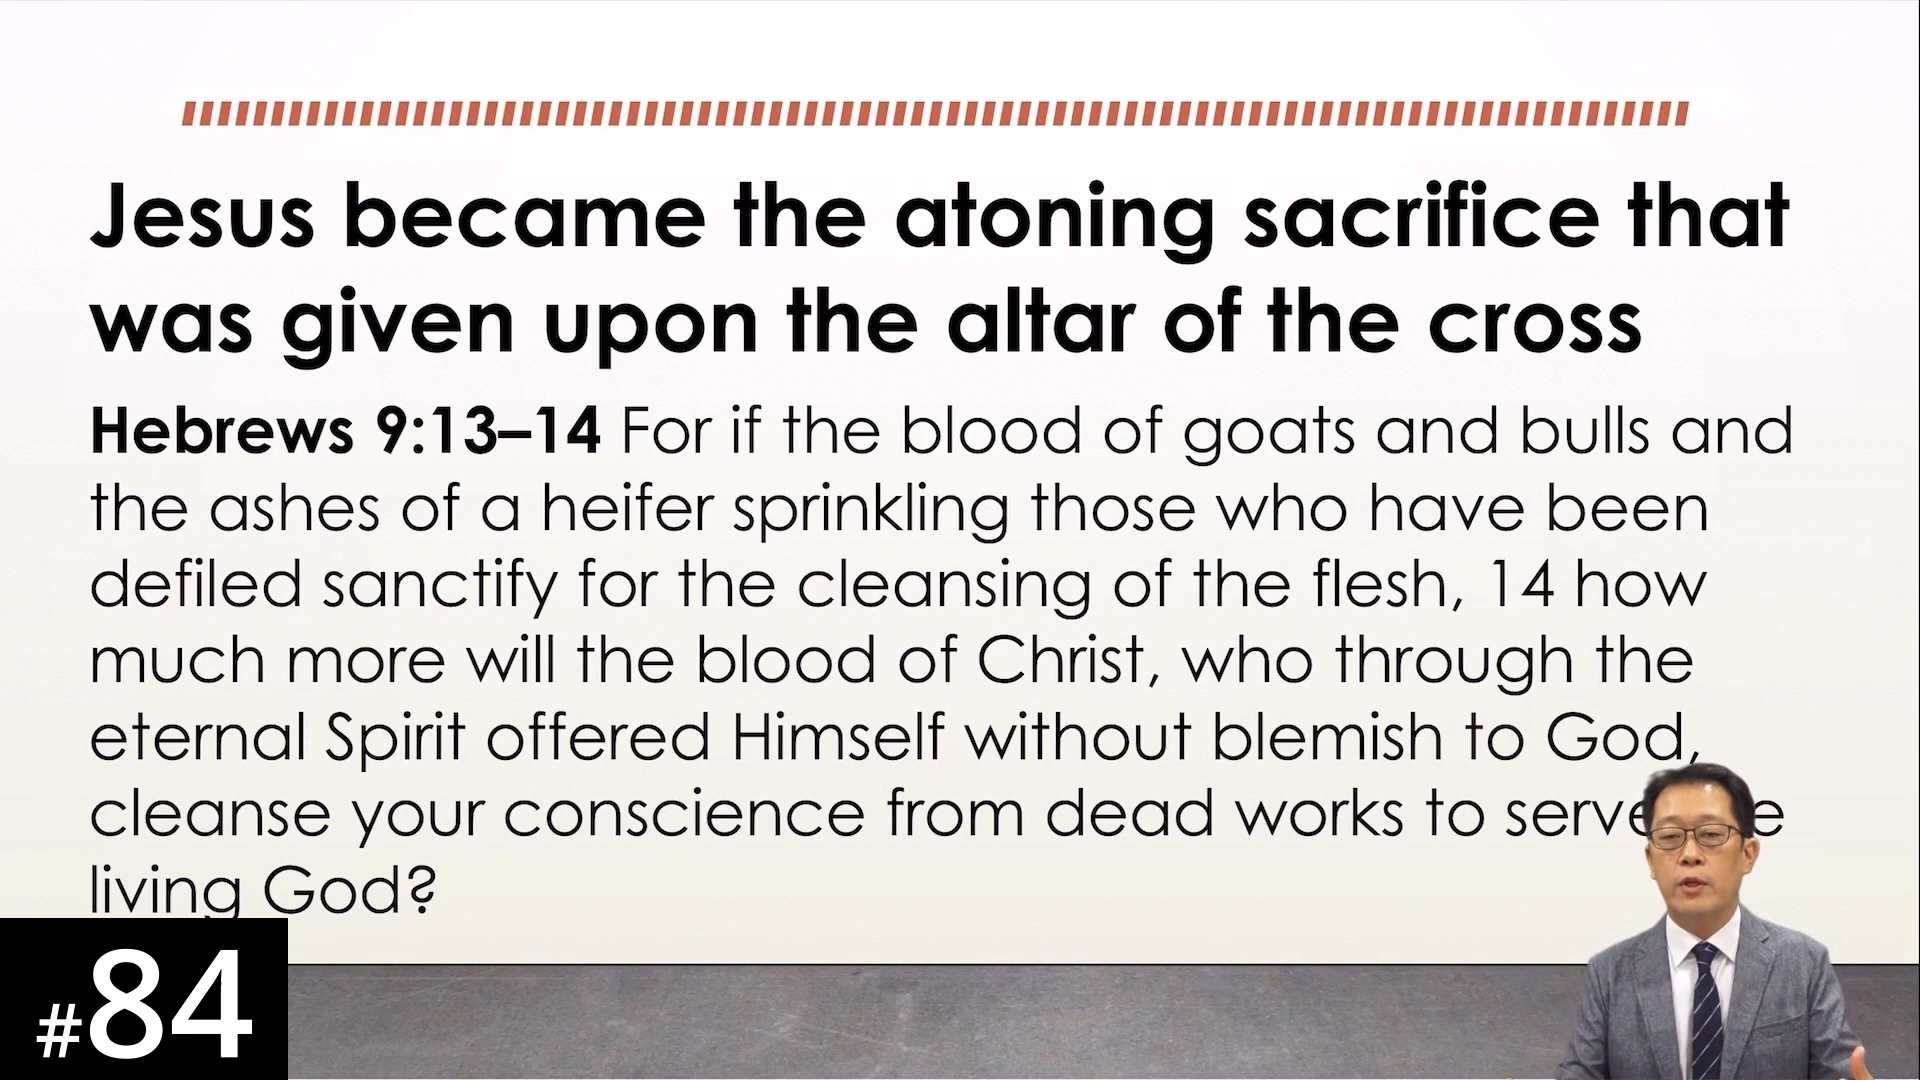 Jesus became the atoning sacrifice that
was given upon the altar of the cross
Hebrews 9:13–14 For if the blood of goats and bulls and
the ashes of a heifer sprinkling those who have been
defiled sanctify for the cleansing of the flesh, 14 how
much more will the blood of Christ, who through the
eternal Spirit offered Himself without blemish to God,
cleanse your conscience from dead works to serve
living God?
#84